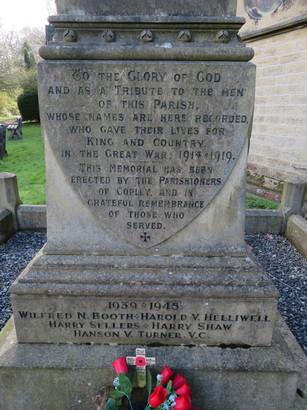 TO THE GLORY OF GOD
AND AS A TRIBUTE TO THE MEN
OF THIS PARISH,
WHOSE NAMES ARE HERE RECORDED,
WHO GAVE THEIR LIVES FOR
KING AND COUNTRY,
IN THE GREAT WAR, 1914-1919.
THIS MEMORIAL HAS BEEN
ERECTED BY THE PARISHIONERS
OF COPLEY, AND IN
GRATEFUL REMEMBRANCE
OF THOSE WHO
SERVED.
1939 - 1945
WILFRED N. BOOTH · HAROLD V. HELLIWELL
HARRY SELLERS · HARRY SHAW
HANSON V. TURNER, V.C.